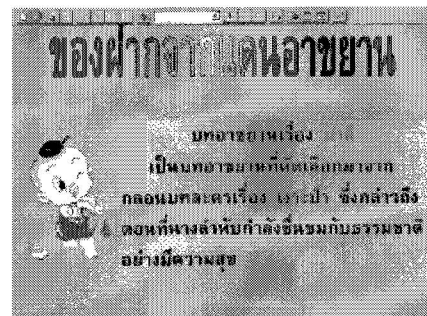 ของฝากจากแดนอาขยาน
บทอาขยานเรื่อง
เป็นบทอาขยานที่คัดเลือกมาจาก
กลอนบทละครเรื่อง เงาะป่า ซึ่งกล่าวถึง
ตอนที่นางลำหับกำลังชื่นชมกับธรรมชาติ
อย่างมีความสุข